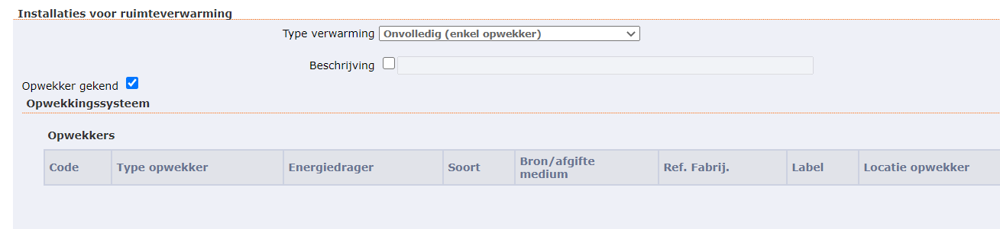 Installaties voor ruimteverwarming
Type verwarming Onvolledig (enkel opwekker)
Beschrijving
Opwekker gekend
Opwekkingssysteem
Opwekkers
Code Type opwekker Energiedrager Soort Bron/afgifte medium Ref. Fabrij. Label Locatie opwekker